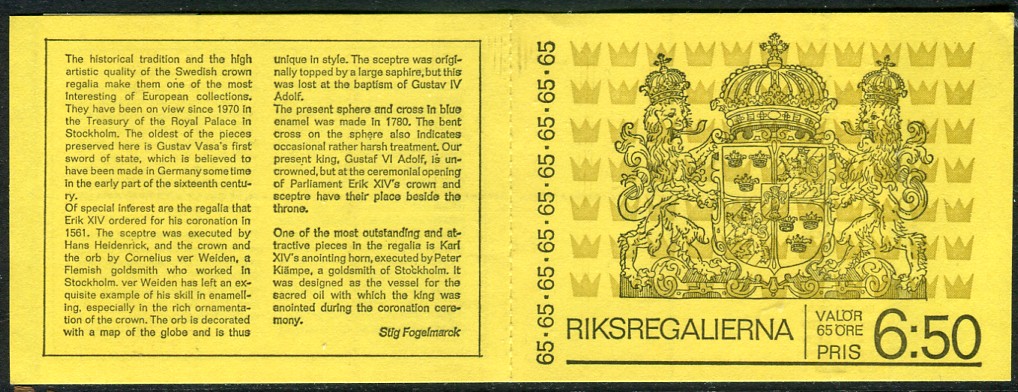 The historical tradition and the high
artistic quality of the Swedish crown
regalia make them one of the most
Interesting of European collections.
They have been on view since 1970 in
the Treasury of the Royal Palace in
Stockholm. The oldest of the pieces
preserved here is Gustav Vasa's first
sword of state, which is believed to
have been made in Germany some time
in the early part of the sixteenth centu-
ry.
Of special interest are the regalia that
Erik XIV ordered for his coronation in
1561. The sceptre was executed by
Hans Heidenrick, and the crown and
the orb by Cornelius ver Weiden, a
Flemish goldsmith who worked in
Stockholm. ver Weiden has left an ex-
quisite example of his skill in enamell-
ing, especially in the rich ornamenta-
tion of the crown. The orb is decorated
with a map of the globe and is thus
unique in style. The sceptre was origi-
nally topped by a large saphire, but this
was lost at the baptism of Gustav IV
Adolf.
The present sphere and cross in blue
enamel was made in 1780. The bent
cross on the sphere also indicates
occasional rather harsh treatment. Our
present king, Gustaf VI Adolf, is un-
crowned, but at the ceremonial opening
of Parliament Erik XIV's crown and
sceptre have their place beside the
throne.
One of the most outstanding and at-
tractive pieces in the regalia is Karl
XIV's anointing horn, executed by Peter
Klämpe, a goldsmith of Stockholm. It
was designed as the vessel for the
sacred oil with which the king was
anointed during the coronation cere-
mony.
Stig Fogelmarck
65·65·65·65·65·65
RIKSREGALIERNA
VALÖR
65 ÖRE
PRIS
6:50